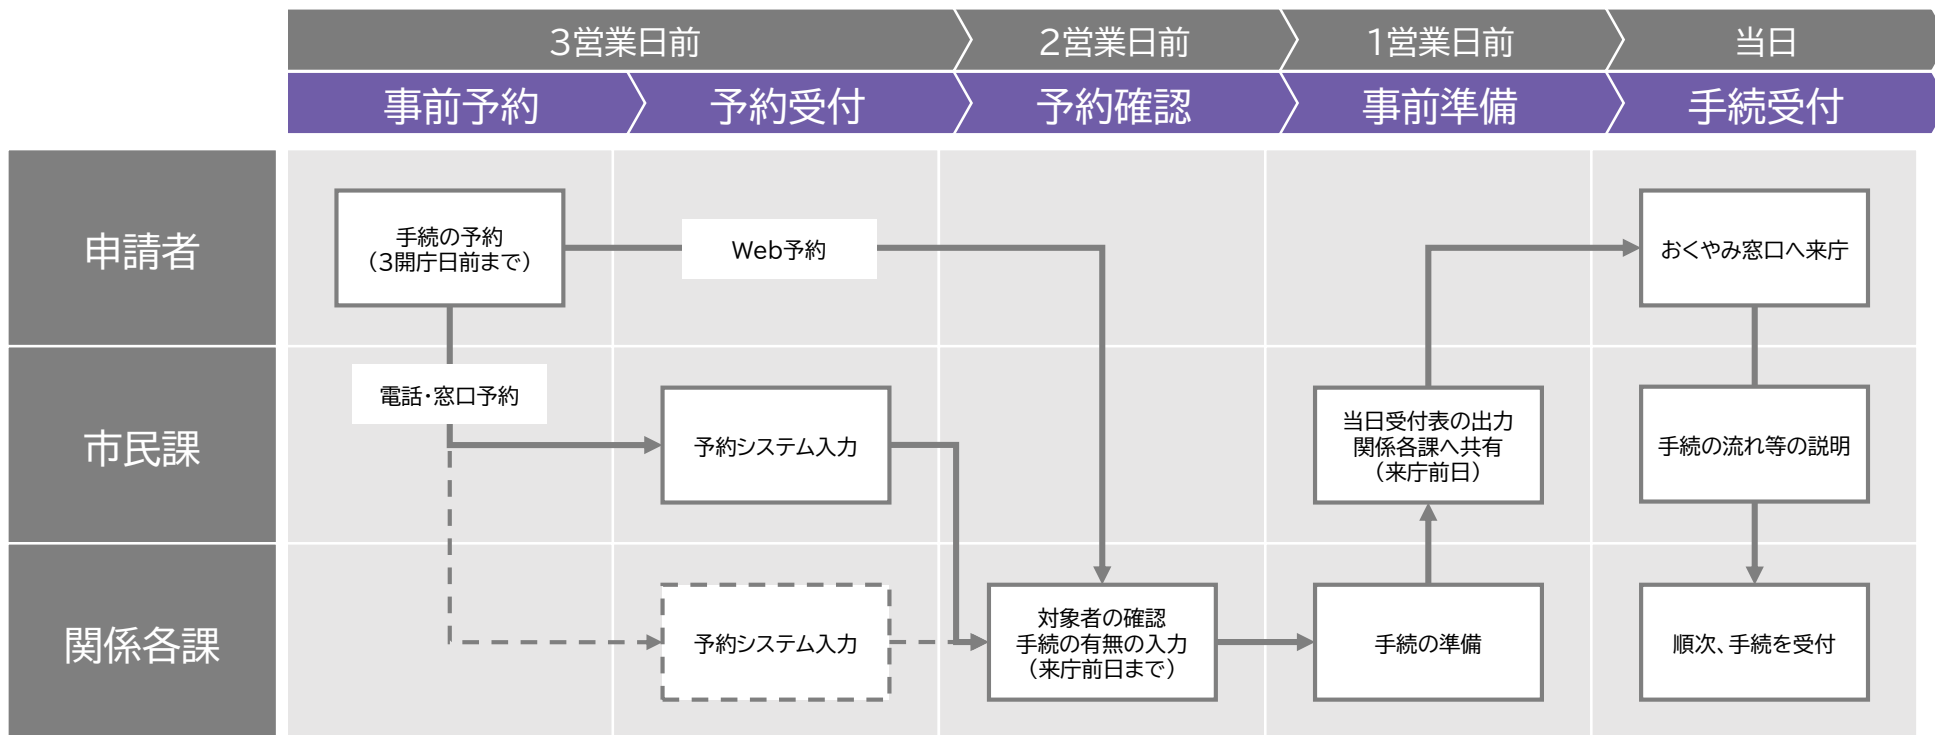 3営業日前
2営業日前
1営業日前
当日
事前予約
予約受付
予約確認
事前準備
手続受付
申請者
手続の予約
（3開庁日前まで）
Web予約
おくやみ窓口へ来庁
市民課
電話・窓口予約
予約システム入力
当日受付表の出力
関係各課へ共有
（来庁前日）
手続の流れ等の説明
関係各課
予約システム入力
対象者の確認
手続の有無の入力
（来庁前日まで）
手続の準備
順次、手続を受付